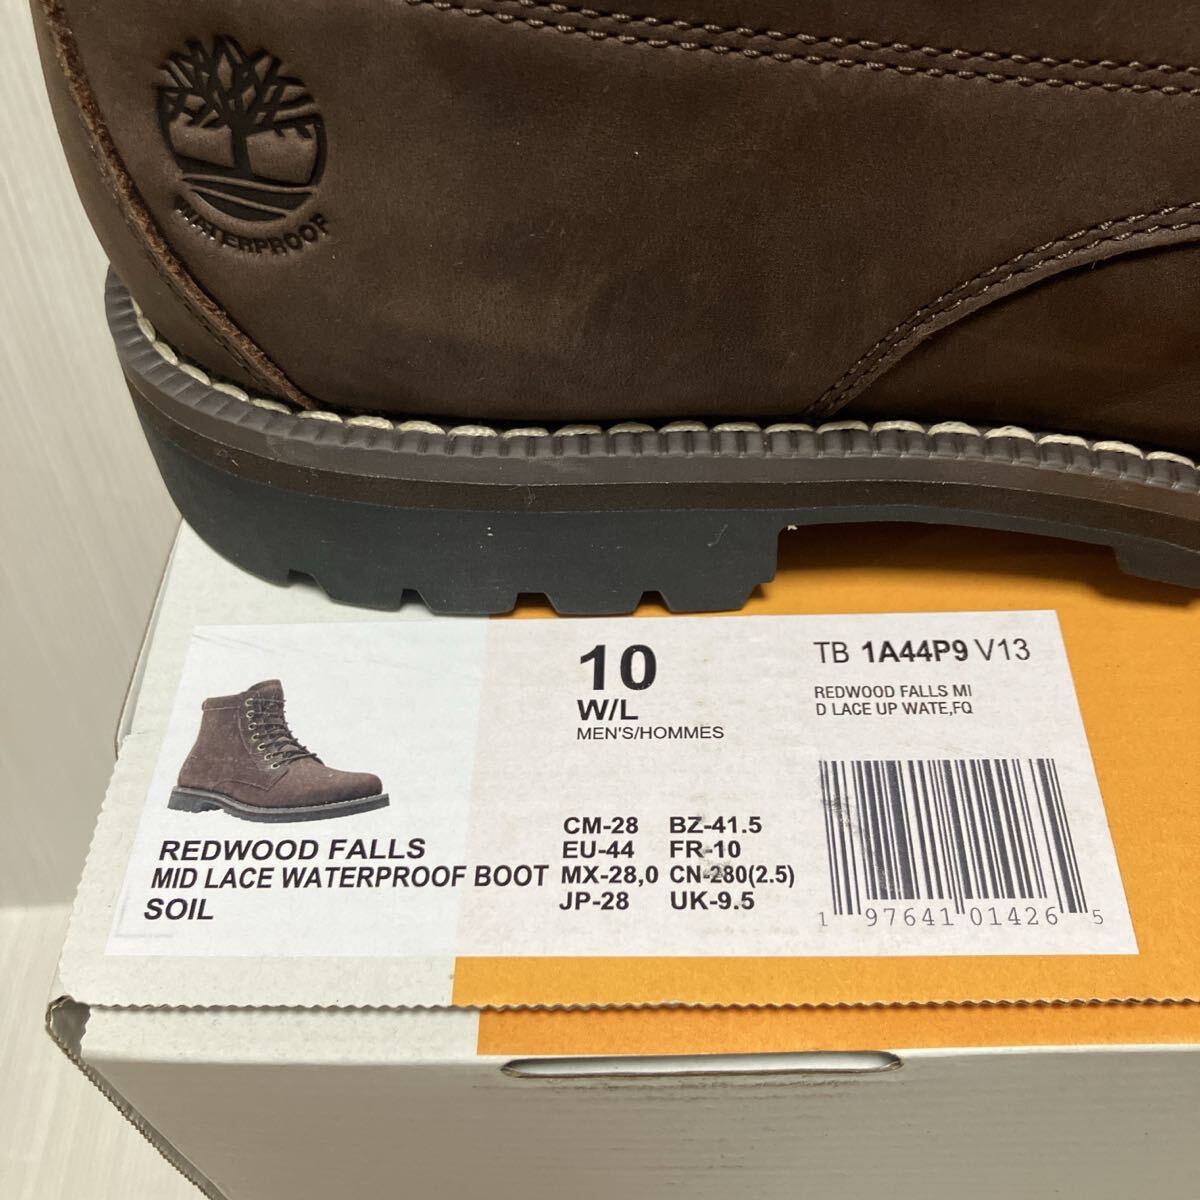 WATERPROOF
10
W/L
MEN'S/HOMMES
TB 1A44P9 V13
REDWOOD FALLS MI
D LACE UP WATE,FQ
REDWOOD FALLS
MID LACE WATERPROOF BOOT
SOIL
CM-28 BZ-41.5
EU-44 FR-10
MX-28,0 CN-280(2.5)
JP-28 UK-9.5
1 97641 01426 5